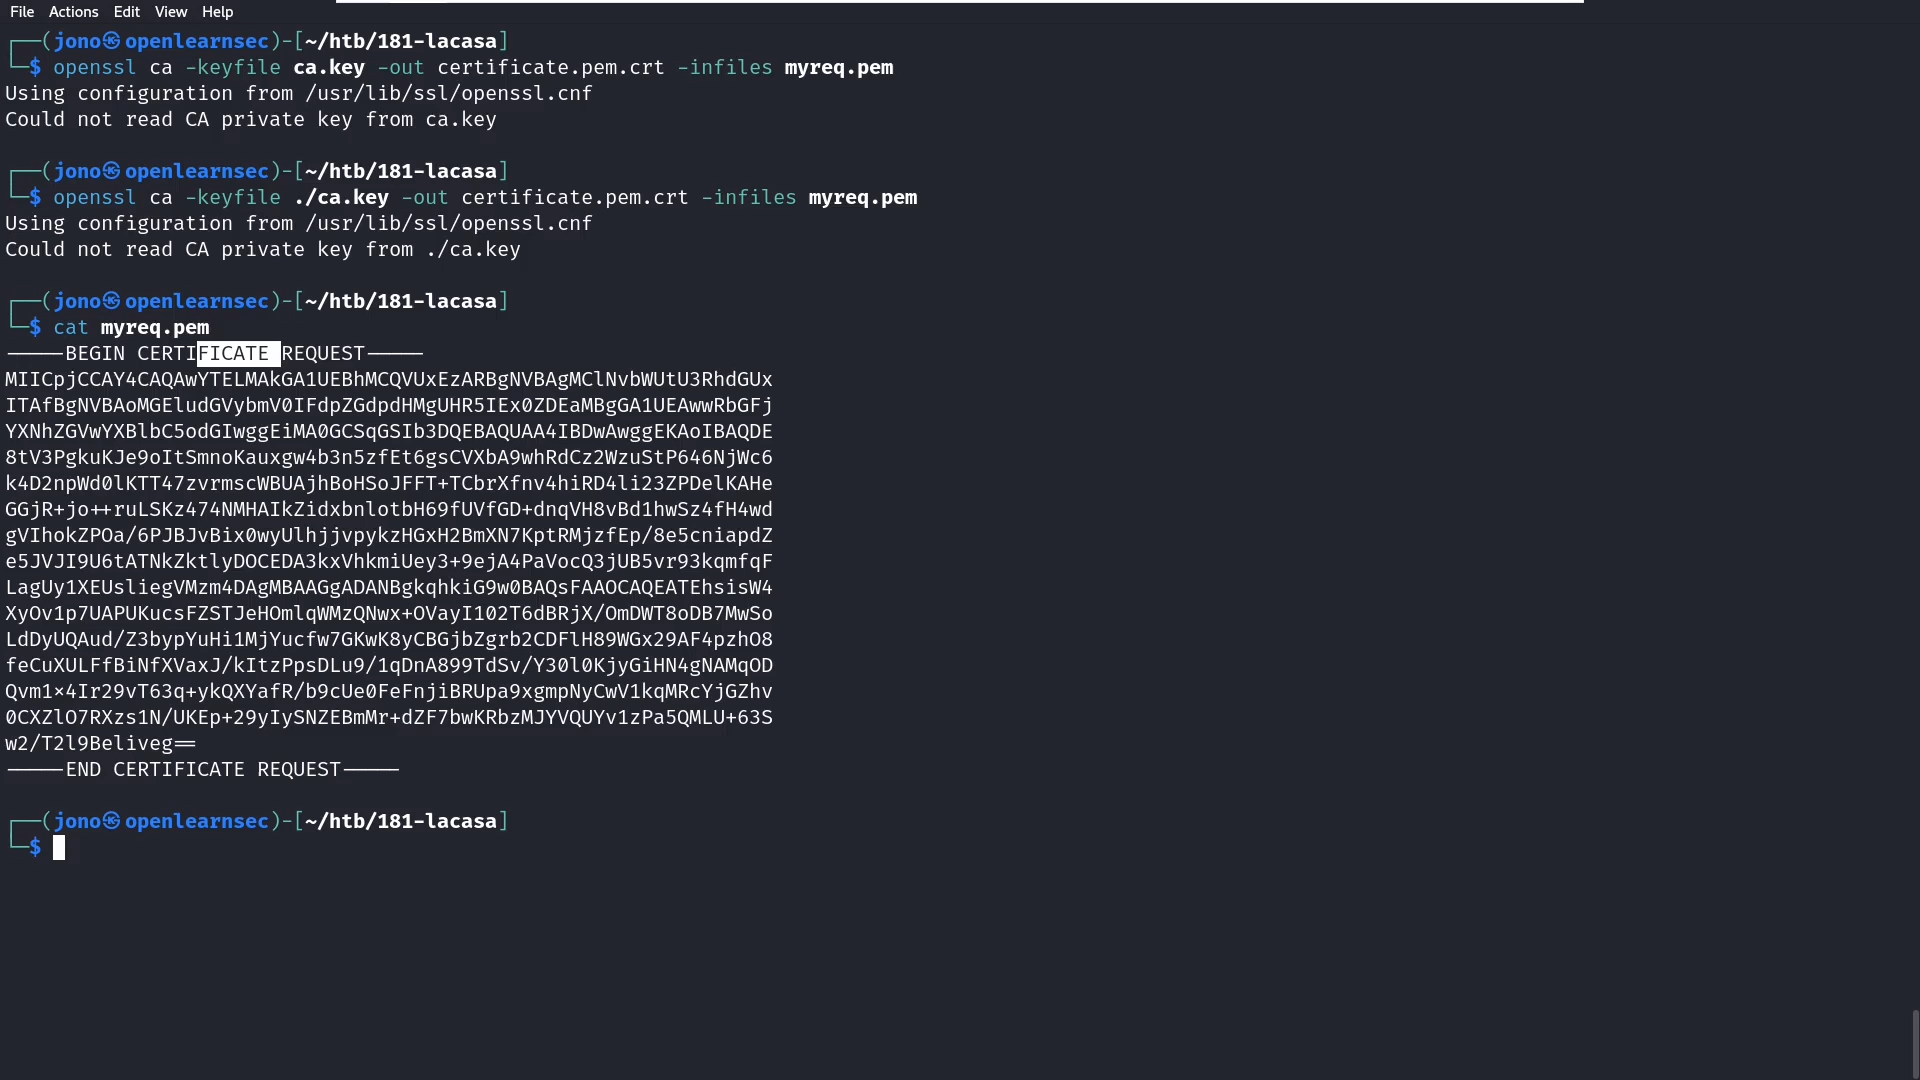 File Actions Edit View Help
┌──(jono㉿openlearnsec)-[~/htb/181-lacasa]
└─$ openssl ca -keyfile ca.key -out certificate.pem.crt -infiles myreq.pem
Using configuration from /usr/lib/ssl/openssl.cnf
Could not read CA private key from ca.key
┌──(jono㉿openlearnsec)-[~/htb/181-lacasa]
└─$ openssl ca -keyfile ./ca.key -out certificate.pem.crt -infiles myreq.pem
Using configuration from /usr/lib/ssl/openssl.cnf
Could not read CA private key from ./ca.key
┌──(jono㉿openlearnsec)-[~/htb/181-lacasa]
└─$ cat myreq.pem
-----BEGIN CERTIFICATE REQUEST-----
MIICpjCCAY4CAQAwYTELMAkGA1UEBhMCQVUxEzARBgNVBAgMClNvbWUtU3RhdGUx
ITAfBgNVBAoMGEludGVybmV0IFdpZGdpdHMgUHR5IEx0ZDEaMBgGA1UEAwwRbGFj
YXNhZGVwYXBlbC5odGIwggEiMA0GCSqGSIb3DQEBAQUAA4IBDwAwggEKAoIBAQDE
8tV3PgkuKJe9oItSmnoKauxgw4b3n5zfEt6gsCVXbA9whRdCz2WzuStP646NjWc6
k4D2npWd0lKTT47zvrmscWBUAjhBoHSoJFFT+TCbrXfnv4hiRD4li23ZPDelKAHe
GGjR+jo++ruLSKz474NMHAIkZidxbnlotbH69fUVfGD+dnqVH8vBd1hwSz4fH4wd
gVIhokZPOa/6PJBJvBix0wyUlhjjvpykzHGxH2BmXN7KptRMjzfEp/8e5cniapdZ
e5JVJI9U6tATNkZktlyDOCEDA3kxVhkmiUey3+9ejA4PaVocQ3jUB5vr93kqmfqF
LagUy1XEUsliegVMzm4DAgMBAAGgADANBgkqhkiG9w0BAQsFAAOCAQEATEhsisW4
XyOv1p7UAPUKucsFZSTJeHOmlqWMzQNwx+OVayI102T6dBRjX/OmDWT8oDB7MwSo
LdDyUQAud/Z3bypYuHi1MjYucfw7GKwK8yCBGjbZgrb2CDFlH89WGx29AF4pzhO8
feCuXULFfBiNfXVaxJ/kItzPpsDLu9/1qDnA899TdSv/Y30l0KjyGiHN4gNAMqOD
Qvm1x4Ir29vT63q+ykQXYafR/b9cUe0FeFnjiBRUpa9xgmpNyCwV1kqMRcYjGZhv
0CXZlO7RXzs1N/UKEp+29yIySNZEBmMr+dZF7bwKRbzMJYVQUYv1zPa5QMLU+63S
w2/T2l9Beliveg==
-----END CERTIFICATE REQUEST-----
┌──(jono㉿openlearnsec)-[~/htb/181-lacasa]
└─$